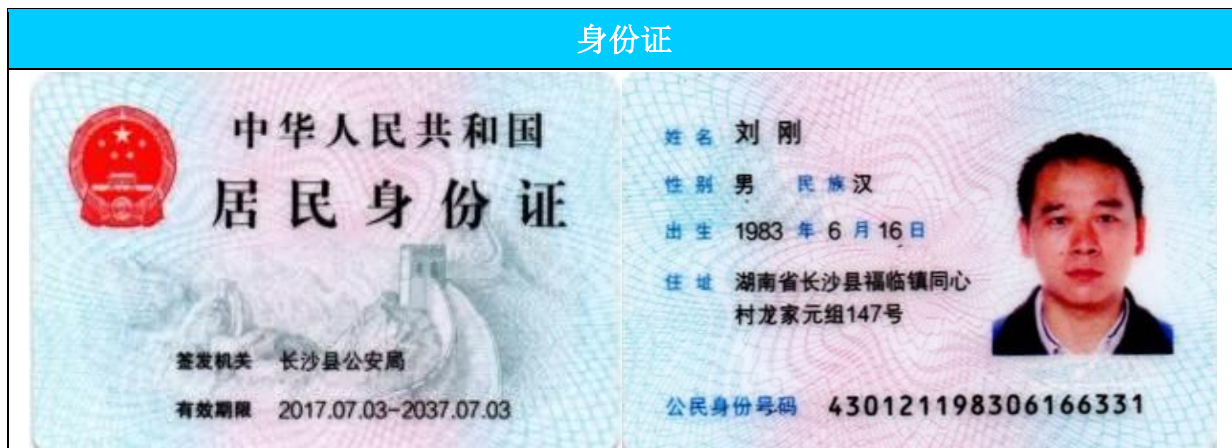 身份证
中华人民共和国
居民身份证
签发机关 长沙县公安局
有效期限 2017.07.03-2037.07.03
姓名 刘刚
性别 男 民族 汉
出生 1983 年 6 月 16 日
住址 湖南省长沙县福临镇同心
村龙家元组147号
公民身份号码 430121198306166331